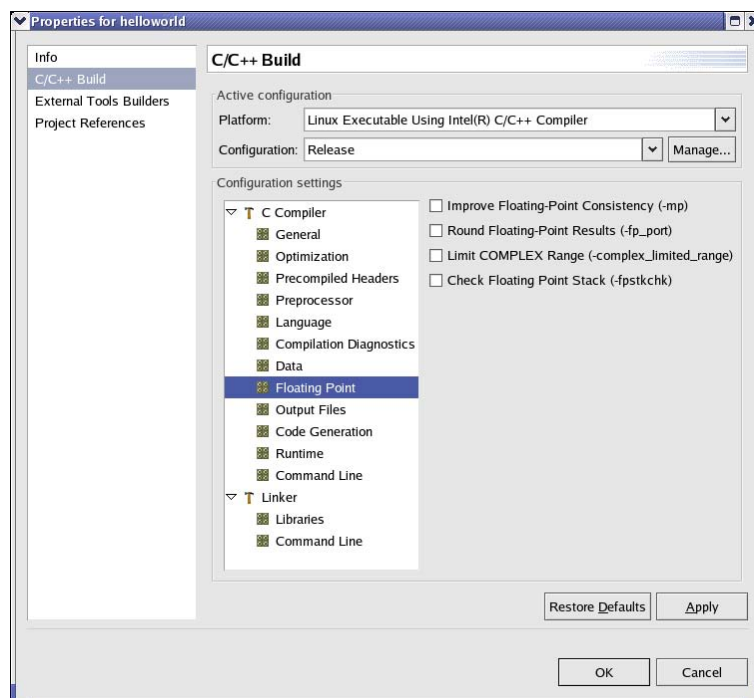 Properties for helloworld
Info
C/C++ Build
External Tools Builders
Project References
C/C++ Build
Active configuration
Platform: Linux Executable Using Intel(R) C/C++ Compiler
Configuration: Release Manage...
Configuration settings
C Compiler
General
Optimization
Precompiled Headers
Preprocessor
Language
Compilation Diagnostics
Data
Floating Point
Output Files
Code Generation
Runtime
Command Line
Linker
Libraries
Command Line
Improve Floating-Point Consistency (-mp)
Round Floating-Point Results (-fp_port)
Limit COMPLEX Range (-complex_limited_range)
Check Floating Point Stack (-fpstkchk)
Restore Defaults Apply
OK Cancel